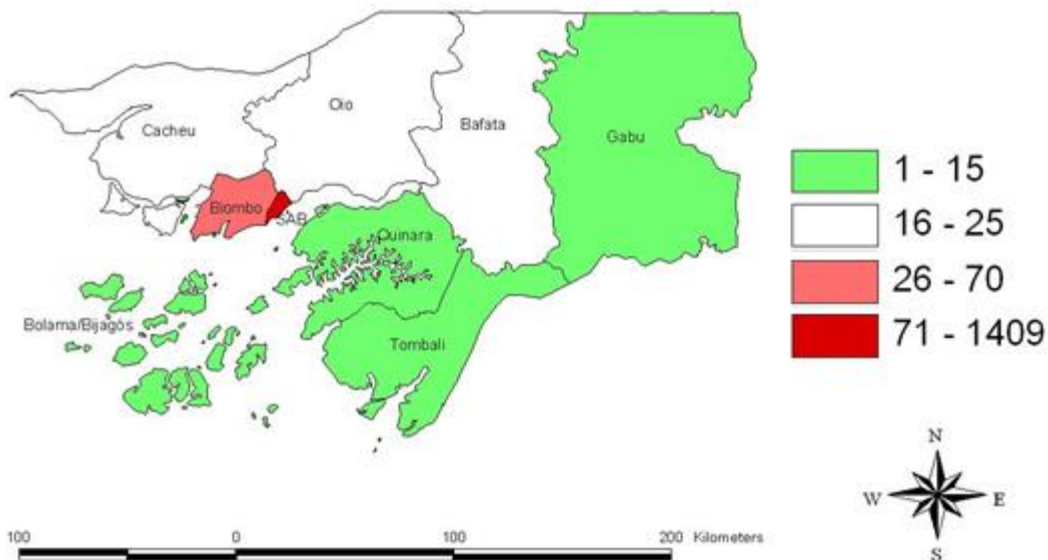 Oio
Cacheu
Bafata
Gabu
Biombo
SAB
Quinara
Bolama/Bijagós
Tombali
1 - 15
16 - 25
26 - 70
71 - 1409
N
W
E
S
100
0
100
200 Kilometers